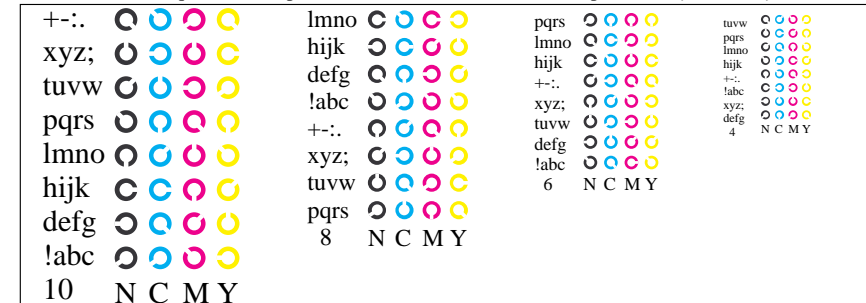 +-:.
xyz;
tuvw
pqrs
lmno
hijk
defg
!abc
10 N C M Y
lmno
hijk
defg
!abc
+-:.
xyz;
tuvw
pqrs
8 N C M Y
pqrs
lmno
hijk
+-:.
xyz;
tuvw
defg
!abc
6 N C M Y
tuvw
pqrs
lmno
hijk
+-:.
!abc
xyz;
defg
4 N C M Y